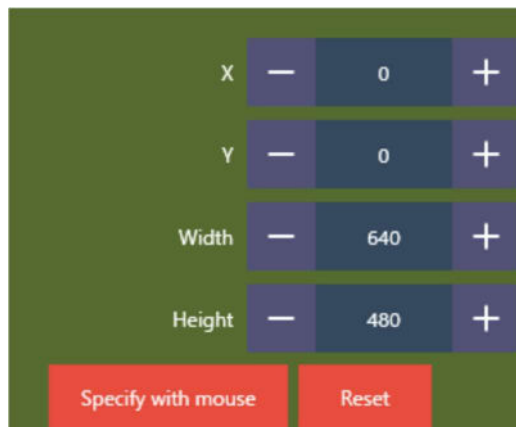 X − 0 +
Y − 0 +
Width − 640 +
Height − 480 +
Specify with mouse Reset